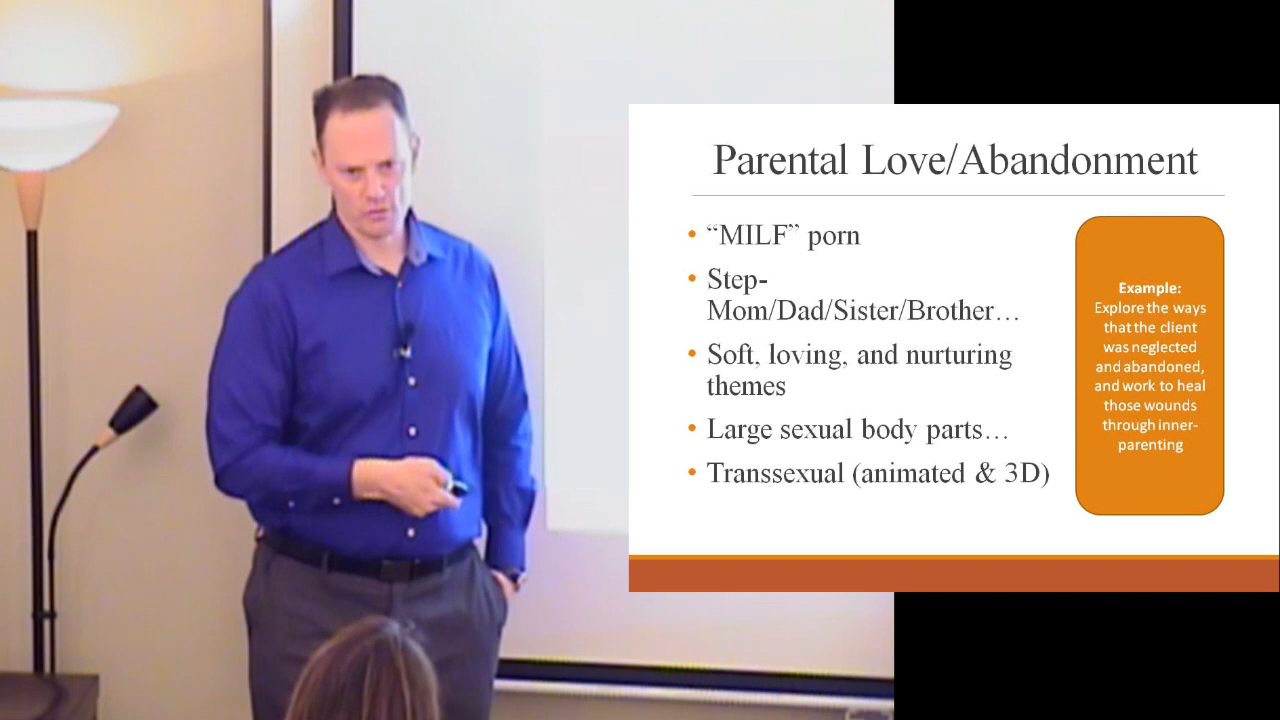 Parental Love/Abandonment
• “MILF” porn
• Step-
Mom/Dad/Sister/Brother…
• Soft, loving, and nurturing
themes
• Large sexual body parts…
• Transsexual (animated & 3D)
Example:
Explore the ways
that the client
was neglected
and abandoned,
and work to heal
those wounds
through inner-
parenting